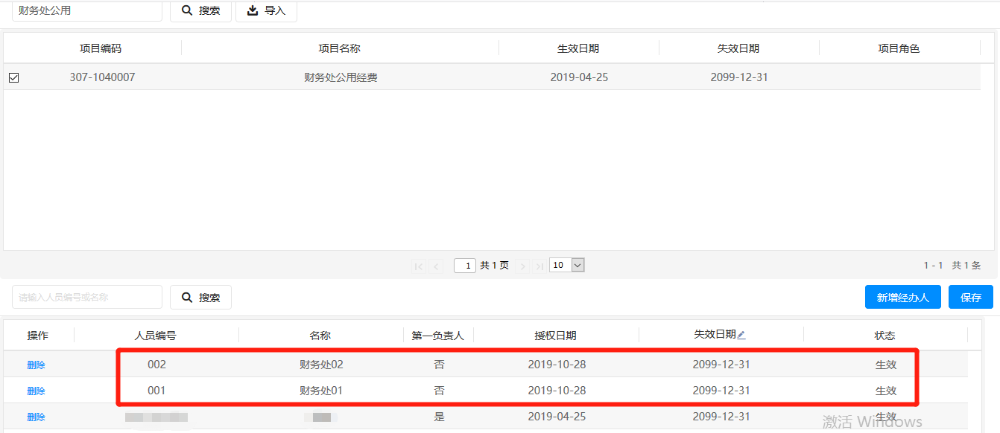 财务处公用 搜索 导入
项目编码 项目名称 生效日期 失效日期 项目角色
307-1040007 财务处公用经费 2019-04-25 2099-12-31
1 共 1 页 10 1 - 1 共 1 条
请输入人员编号或名称 搜索 新增经办人 保存
操作 人员编号 名称 第一负责人 授权日期 失效日期 状态
删除 002 财务处02 否 2019-10-28 2099-12-31 生效
删除 001 财务处01 否 2019-10-28 2099-12-31 生效
删除 是 2019-04-25 2099-12-31 生效
激活 Windows